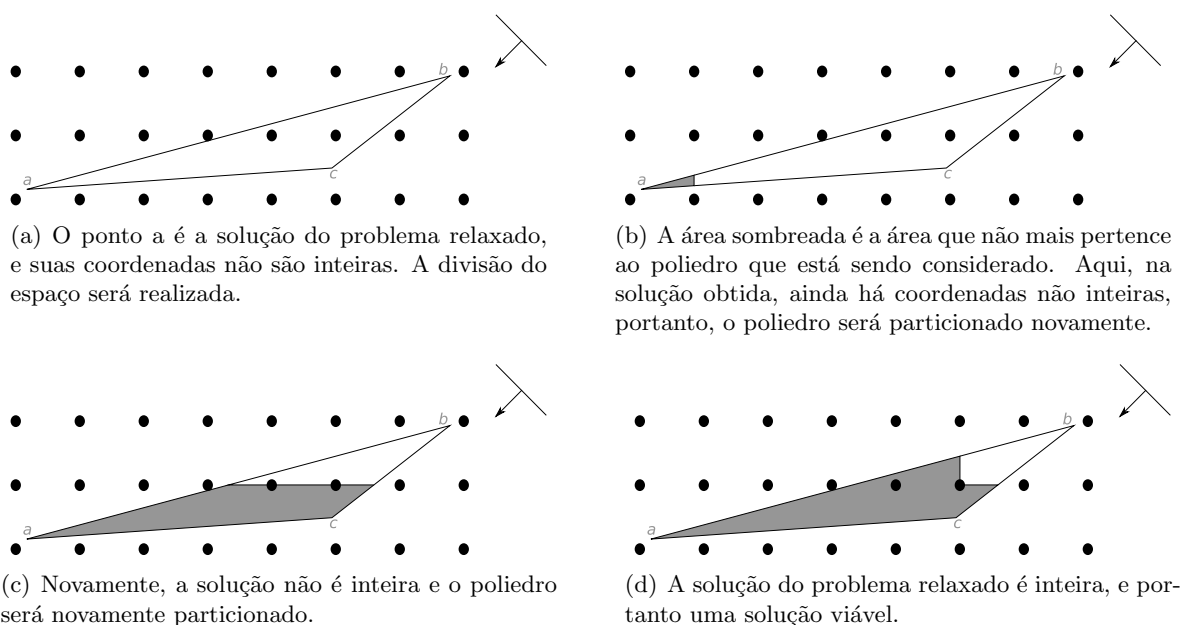 b
a
c
(a) O ponto a é a solução do problema relaxado,
e suas coordenadas não são inteiras. A divisão do
espaço será realizada.
b
a
c
(b) A área sombreada é a área que não mais pertence
ao poliedro que está sendo considerado. Aqui, na
solução obtida, ainda há coordenadas não inteiras,
portanto, o poliedro será particionado novamente.
b
a
c
(c) Novamente, a solução não é inteira e o poliedro
será novamente particionado.
b
a
c
(d) A solução do problema relaxado é inteira, e por-
tanto uma solução viável.